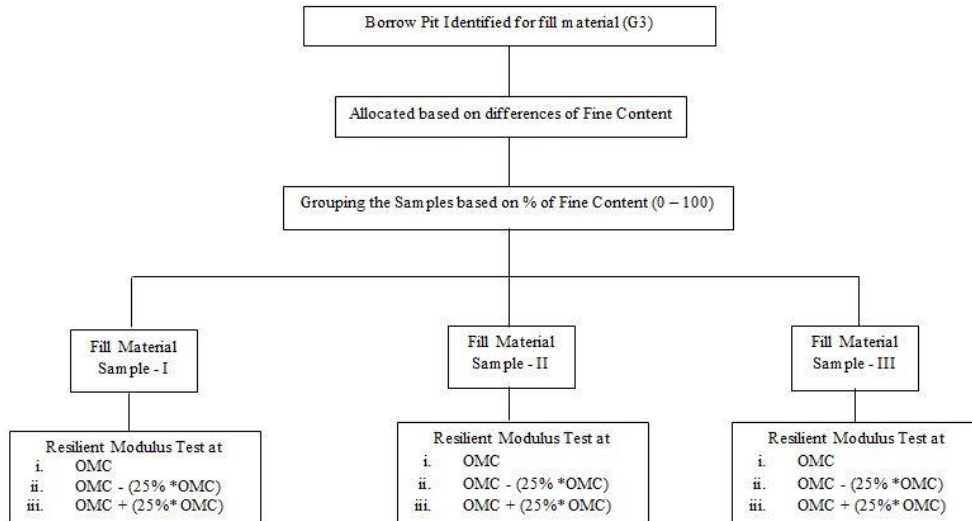 Borrow Pit Identified for fill material (G3)
Allocated based on differences of Fine Content
Grouping the Samples based on % of Fine Content (0 – 100)
Fill Material
Sample - I
Fill Material
Sample - II
Fill Material
Sample - III
Resilient Modulus Test at
i. OMC
ii. OMC - (25% *OMC)
iii. OMC + (25%* OMC)
Resilient Modulus Test at
i. OMC
ii. OMC - (25% *OMC)
iii. OMC + (25%* OMC)
Resilient Modulus Test at
i. OMC
ii. OMC - (25% *OMC)
iii. OMC + (25%* OMC)